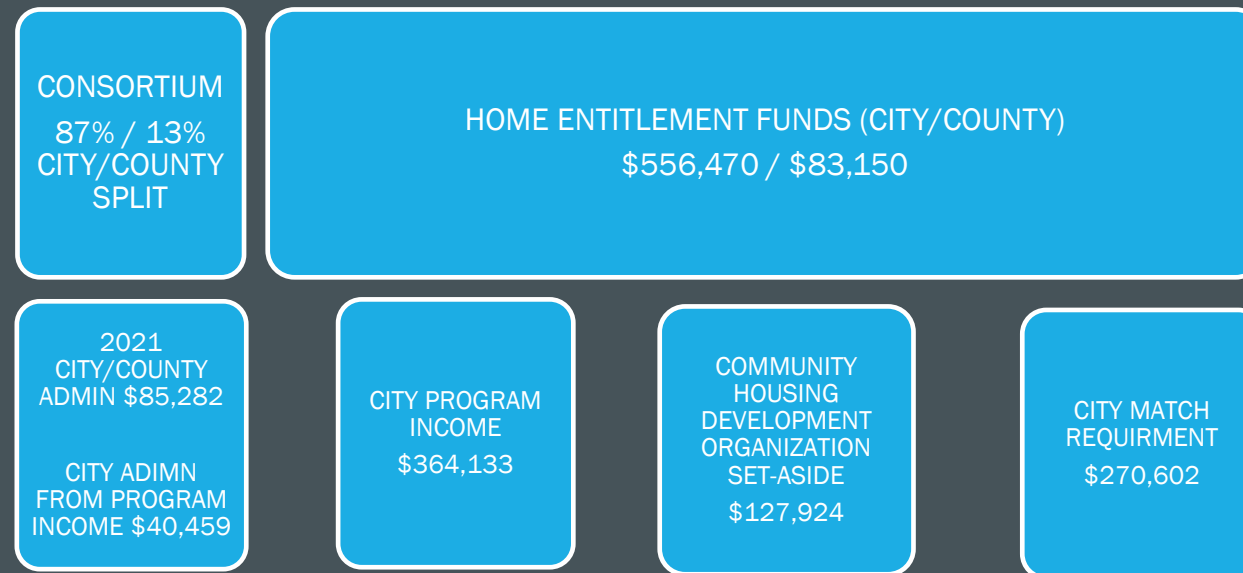 CONSORTIUM
87% / 13%
CITY/COUNTY
SPLIT
HOME ENTITLEMENT FUNDS (CITY/COUNTY)
$556,470 / $83,150
2021
CITY/COUNTY
ADMIN $85,282
CITY ADIMN
FROM PROGRAM
INCOME $40,459
CITY PROGRAM
INCOME
$364,133
COMMUNITY
HOUSING
DEVELOPMENT
ORGANIZATION
SET-ASIDE
$127,924
CITY MATCH
REQUIRMENT
$270,602